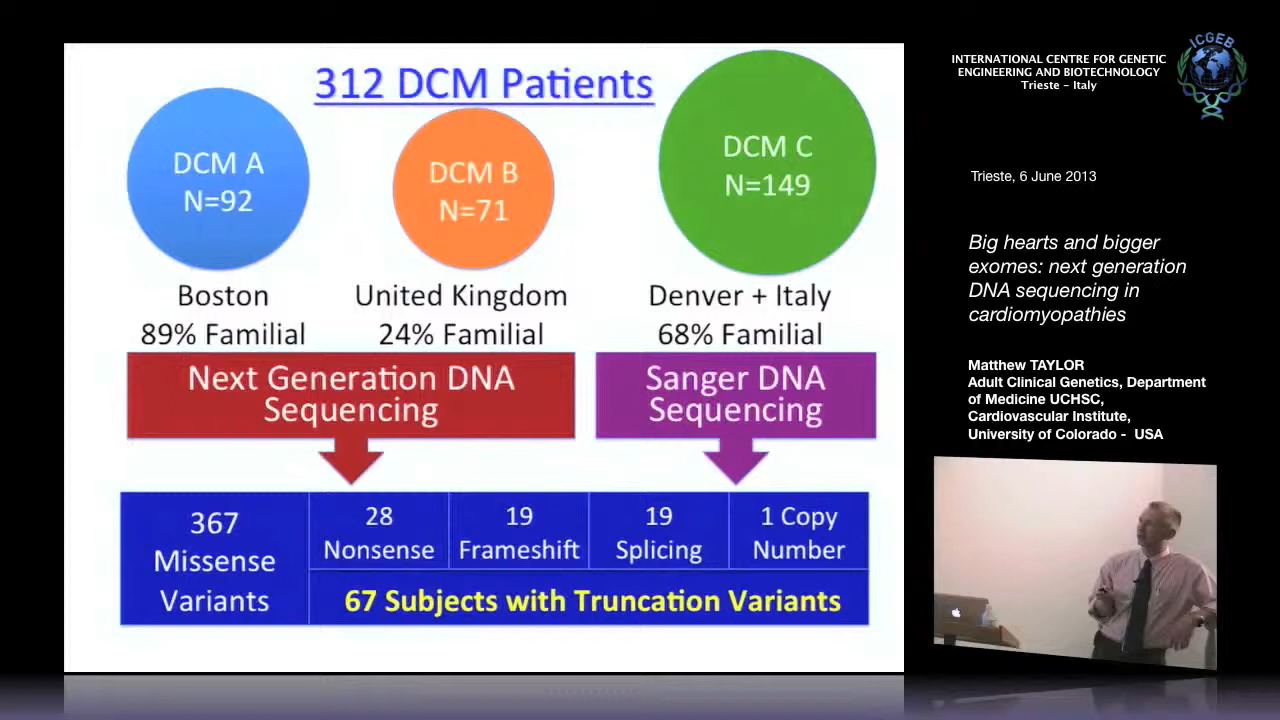 312 DCM Patients
DCM A
N=92
DCM B
N=71
DCM C
N=149
Boston
89% Familial
United Kingdom
24% Familial
Denver + Italy
68% Familial
Next Generation DNA
Sequencing
Sanger DNA
Sequencing
367
Missense
Variants
28
Nonsense
19
Frameshift
19
Splicing
1 Copy
Number
67 Subjects with Truncation Variants
INTERNATIONAL CENTRE FOR GENETIC
ENGINEERING AND BIOTECHNOLOGY
Trieste - Italy
ICGEB
Trieste, 6 June 2013
Big hearts and bigger
exomes: next generation
DNA sequencing in
cardiomyopathies
Matthew TAYLOR
Adult Clinical Genetics, Department
of Medicine UCHSC,
Cardiovascular Institute,
University of Colorado - USA